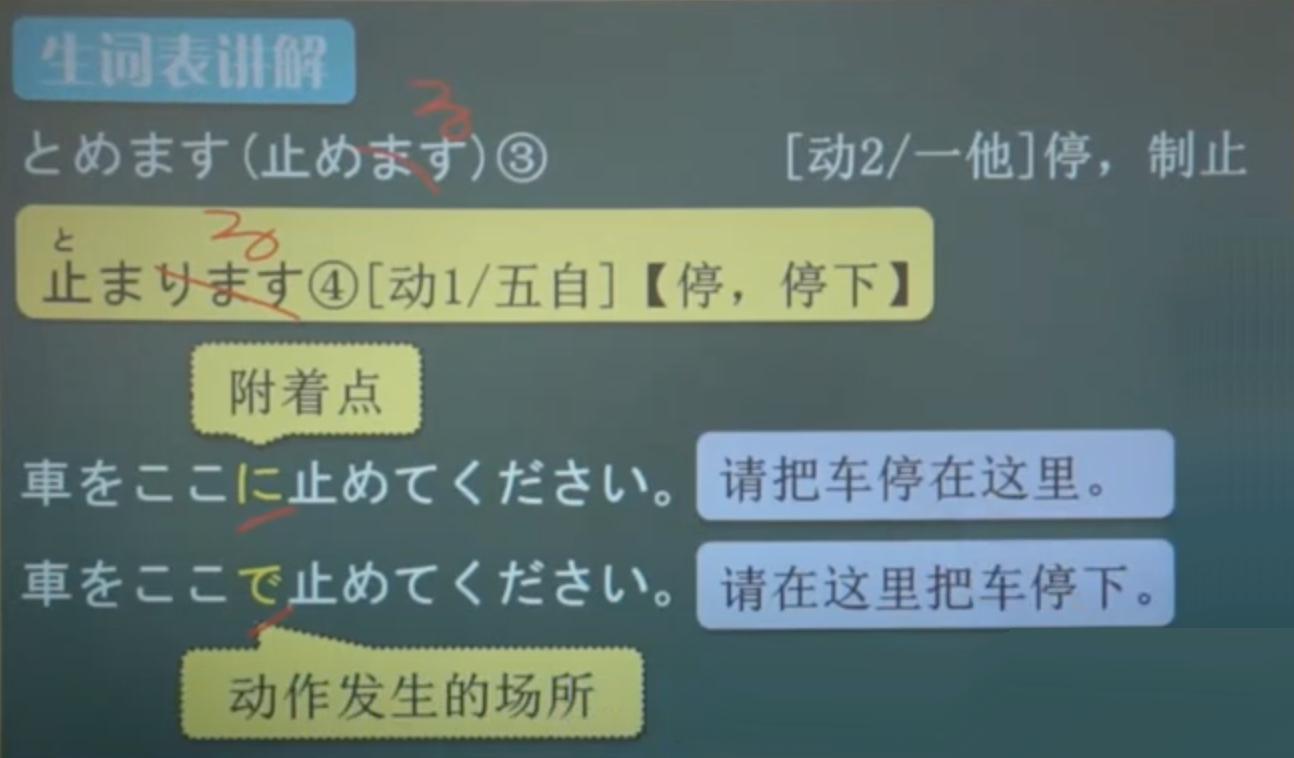 生词表讲解
る
とめます(止めます)③ [动2/一他]停，制止
る
と
止まります④[动1/五自]【停，停下】
附着点
車をここに止めてください。 请把车停在这里。
車をここで止めてください。 请在这里把车停下。
动作发生的场所